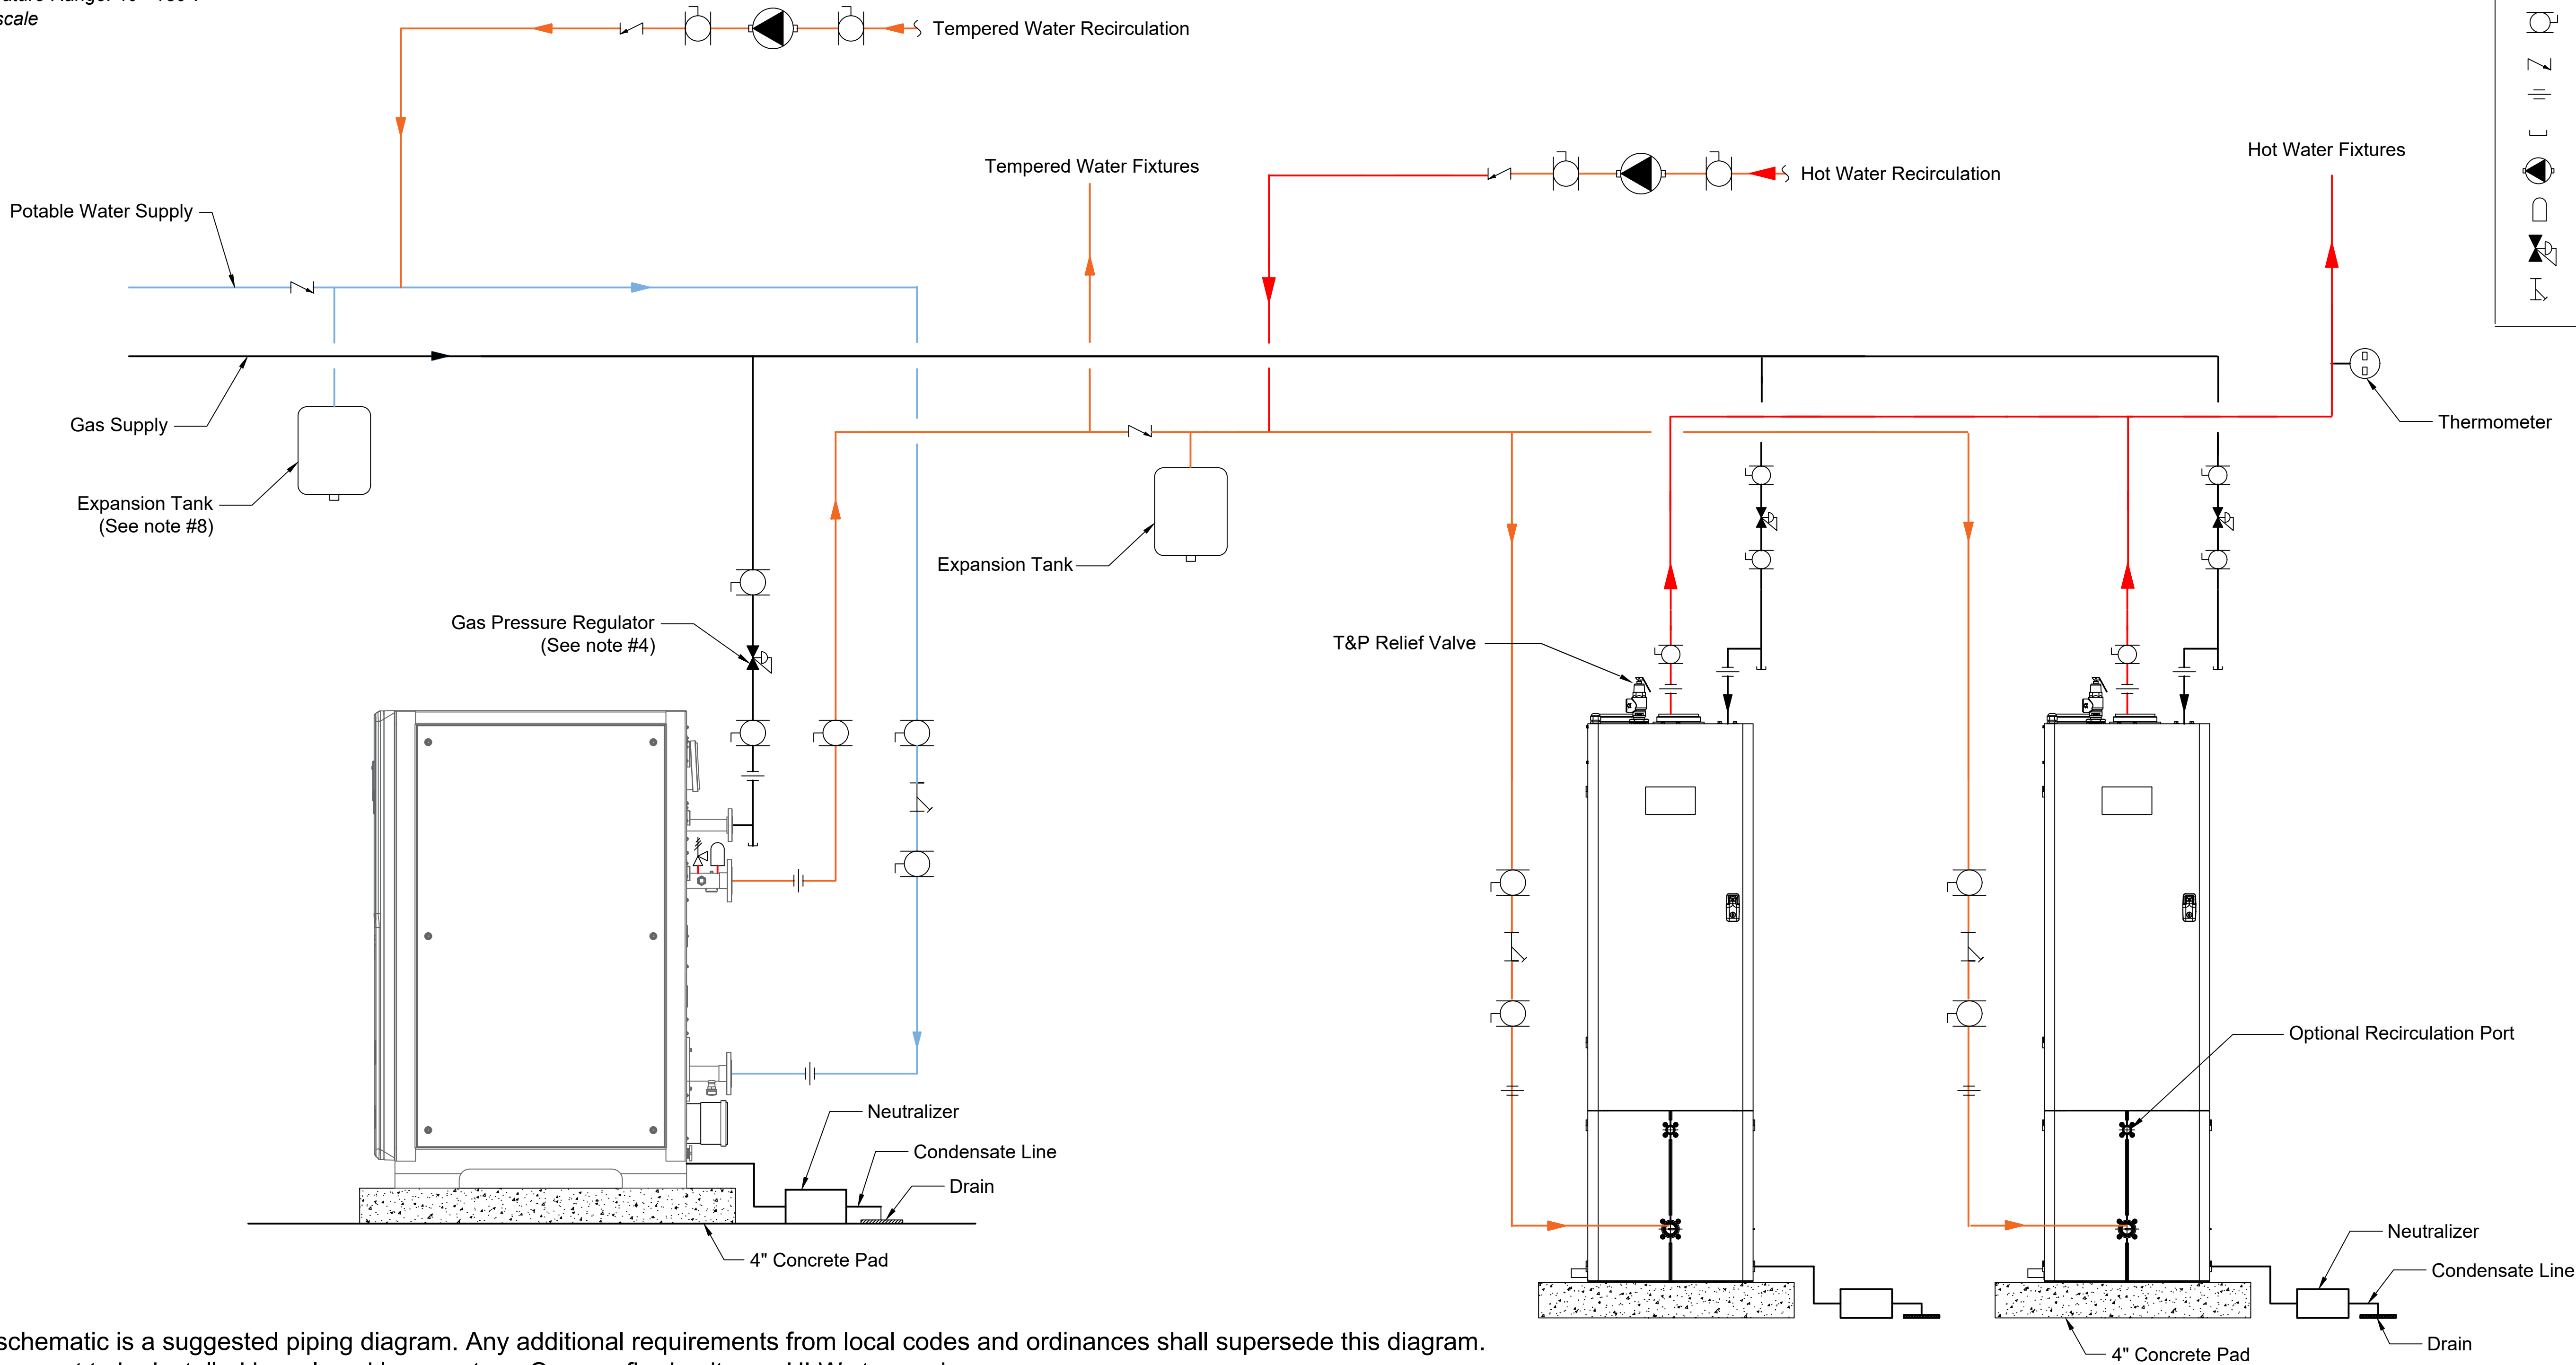 scale
Tempered Water Recirculation
Tempered Water Fixtures
Hot Water Recirculation
Hot Water Fixtures
Potable Water Supply
Gas Supply
Thermometer
Expansion Tank
(See note #8)
Expansion Tank
Gas Pressure Regulator
(See note #4)
T&P Relief Valve
Optional Recirculation Port
Neutralizer
Condensate Line
Drain
4" Concrete Pad
Neutralizer
Condensate Line
Drain
4" Concrete Pad
schematic is a suggested piping diagram. Any additional requirements from local codes and ordinances shall supersede this diagram.